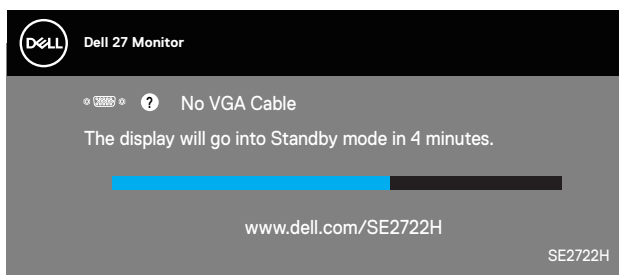 DELL
Dell 27 Monitor
? No VGA Cable
The display will go into Standby mode in 4 minutes.
www.dell.com/SE2722H
SE2722H